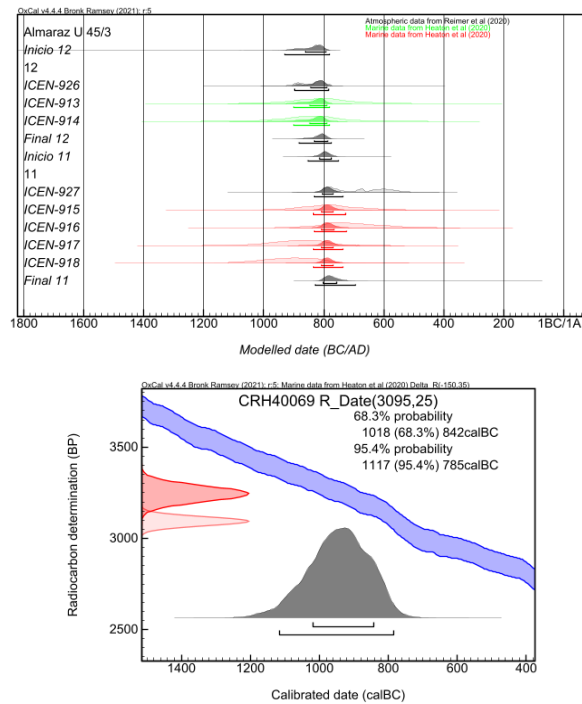 OxCal v4.4.4 Bronk Ramsey (2021); r:5
Atmospheric data from Reimer et al (2020)
Marine data from Heaton et al (2020)
Marine data from Heaton et al (2020)
Almaraz U 45/3
Inicio 12
12
ICEN-926
ICEN-913
ICEN-914
Final 12
Inicio 11
11
ICEN-927
ICEN-915
ICEN-916
ICEN-917
ICEN-918
Final 11
1800 1600 1400 1200 1000 800 600 400 200 1BC/1A
Modelled date (BC/AD)
OxCal v4.4.4 Bronk Ramsey (2021); r:5; Marine data from Heaton et al (2020) Delta_R(-150,35)
CRH40069 R_Date(3095,25)
68.3% probability
1018 (68.3%) 842calBC
95.4% probability
1117 (95.4%) 785calBC
Radiocarbon determination (BP)
3500
3000
2500
1400 1200 1000 800 600 400
Calibrated date (calBC)